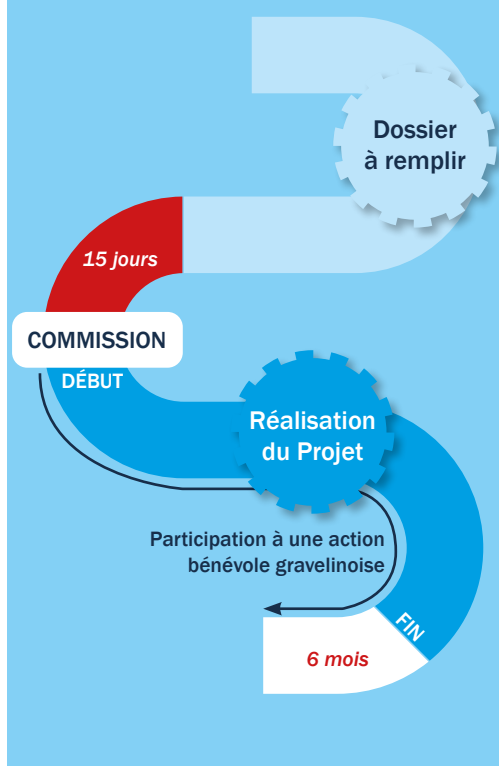 Dossier
à remplir
15 jours
COMMISSION
DÉBUT
Réalisation
du Projet
Participation à une action
bénévole gravelinoise
FIN
6 mois